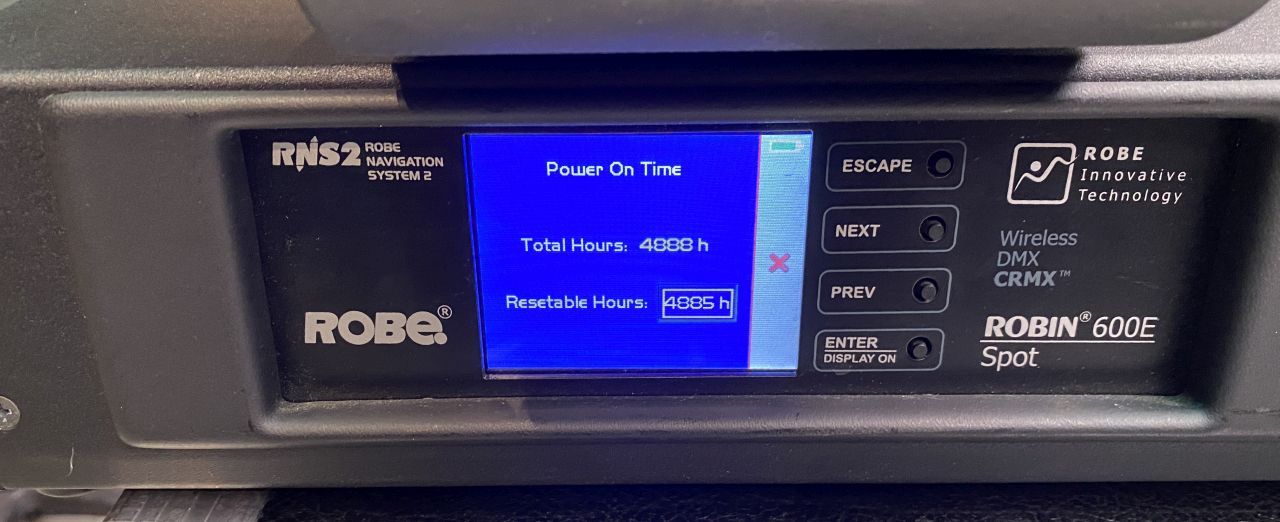 RNS2 ROBE
NAVIGATION
SYSTEM 2
ROBE®
Power On Time
Total Hours: 4888 h
Resetable Hours: 4885 h
ESCAPE
NEXT
PREV
ENTER
DISPLAY ON
ROBE
Innovative
Technology
Wireless
DMX
CRMX™
ROBIN® 600E
Spot